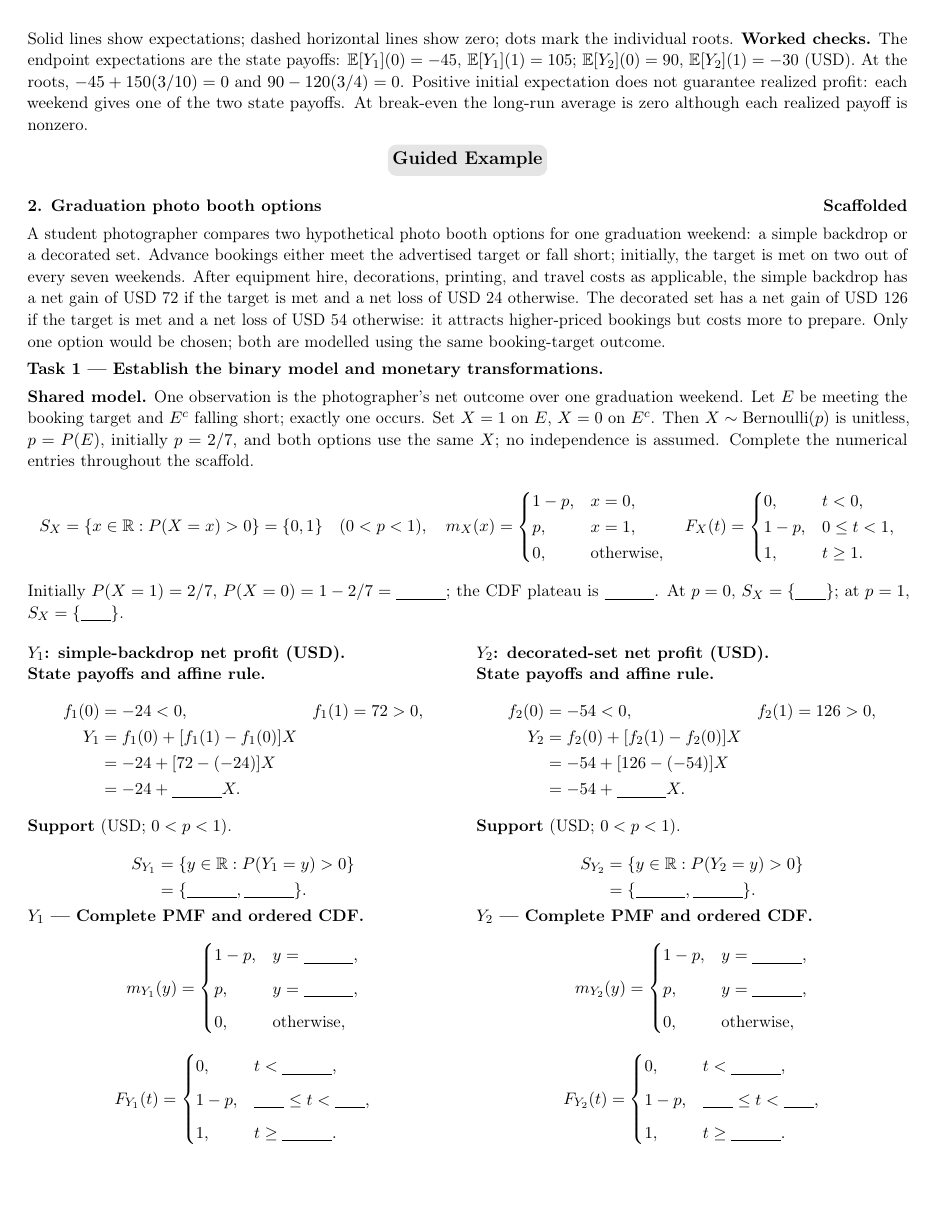 Solid lines show expectations; dashed horizontal lines show zero; dots mark the individual roots. Worked checks. The
endpoint expectations are the state payoffs: 𝔼[Y₁](0) = −45, 𝔼[Y₁](1) = 105; 𝔼[Y₂](0) = 90, 𝔼[Y₂](1) = −30 (USD). At the
roots, −45 + 150(3/10) = 0 and 90 − 120(3/4) = 0. Positive initial expectation does not guarantee realized profit: each
weekend gives one of the two state payoffs. At break-even the long-run average is zero although each realized payoff is
nonzero.
Guided Example
2. Graduation photo booth options Scaffolded
A student photographer compares two hypothetical photo booth options for one graduation weekend: a simple backdrop or
a decorated set. Advance bookings either meet the advertised target or fall short; initially, the target is met on two out of
every seven weekends. After equipment hire, decorations, printing, and travel costs as applicable, the simple backdrop has
a net gain of USD 72 if the target is met and a net loss of USD 24 otherwise. The decorated set has a net gain of USD 126
if the target is met and a net loss of USD 54 otherwise: it attracts higher-priced bookings but costs more to prepare. Only
one option would be chosen; both are modelled using the same booking-target outcome.
Task 1 — Establish the binary model and monetary transformations.
Shared model. One observation is the photographer's net outcome over one graduation weekend. Let E be meeting the
booking target and Eᶜ falling short; exactly one occurs. Set X = 1 on E, X = 0 on Eᶜ. Then X ∼ Bernoulli(p) is unitless,
p = P(E), initially p = 2/7, and both options use the same X; no independence is assumed. Complete the numerical
entries throughout the scaffold.
S_X = {x ∈ ℝ : P(X = x) > 0} = {0, 1} (0 < p < 1), m_X(x) = { 1 − p, x = 0, p, x = 1, 0, otherwise, F_X(t) = { 0, t < 0, 1 − p, 0 ≤ t < 1, 1, t ≥ 1.
Initially P(X = 1) = 2/7, P(X = 0) = 1 − 2/7 = ______; the CDF plateau is ______. At p = 0, S_X = {____}; at p = 1,
S_X = {____}.
Y₁: simple-backdrop net profit (USD).
State payoffs and affine rule.
f₁(0) = −24 < 0, f₁(1) = 72 > 0,
Y₁ = f₁(0) + [f₁(1) − f₁(0)]X
= −24 + [72 − (−24)]X
= −24 + ______X.
Support (USD; 0 < p < 1).
S_Y₁ = {y ∈ ℝ : P(Y₁ = y) > 0}
= {______, ______}.
Y₁ — Complete PMF and ordered CDF.
m_Y₁(y) = { 1 − p, y = ______,
p, y = ______,
0, otherwise,
F_Y₁(t) = { 0, t < ______,
1 − p, ____ ≤ t < ____,
1, t ≥ ______.
Y₂: decorated-set net profit (USD).
State payoffs and affine rule.
f₂(0) = −54 < 0, f₂(1) = 126 > 0,
Y₂ = f₂(0) + [f₂(1) − f₂(0)]X
= −54 + [126 − (−54)]X
= −54 + ______X.
Support (USD; 0 < p < 1).
S_Y₂ = {y ∈ ℝ : P(Y₂ = y) > 0}
= {______, ______}.
Y₂ — Complete PMF and ordered CDF.
m_Y₂(y) = { 1 − p, y = ______,
p, y = ______,
0, otherwise,
F_Y₂(t) = { 0, t < ______,
1 − p, ____ ≤ t < ____,
1, t ≥ ______.